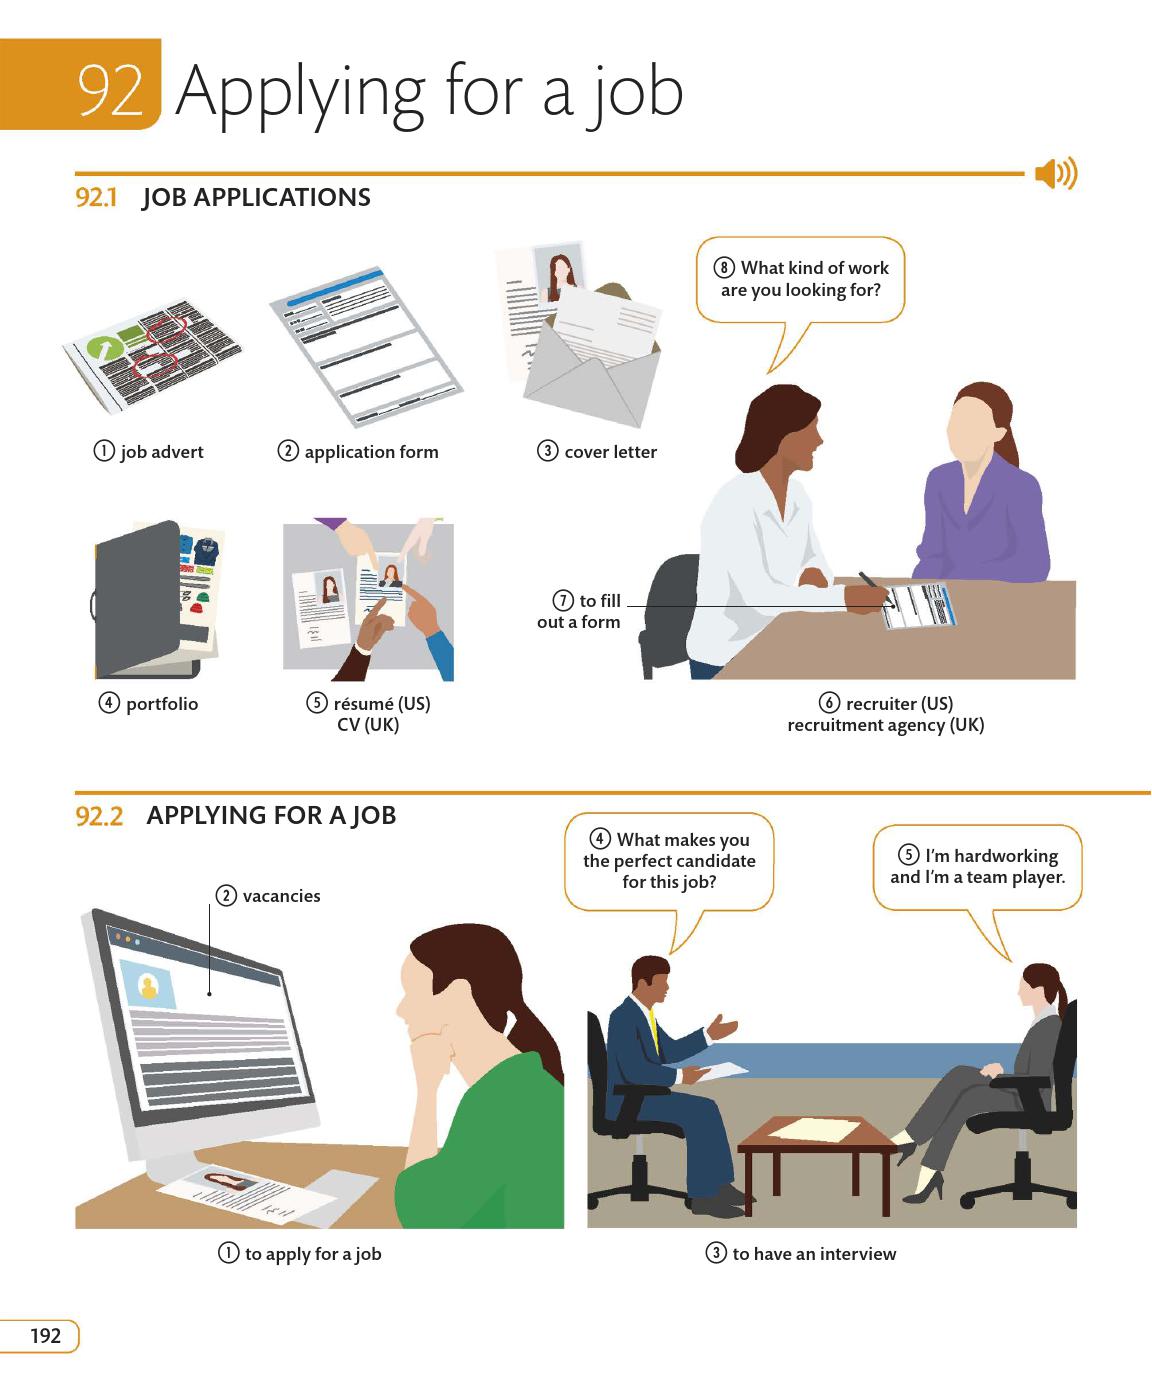 92 Applying for a job
92.1 JOB APPLICATIONS
① job advert
② application form
③ cover letter
④ portfolio
⑤ résumé (US)
CV (UK)
⑥ recruiter (US)
recruitment agency (UK)
⑦ to fill
out a form
⑧ What kind of work
are you looking for?
92.2 APPLYING FOR A JOB
① to apply for a job
② vacancies
③ to have an interview
④ What makes you
the perfect candidate
for this job?
⑤ I'm hardworking
and I'm a team player.
192